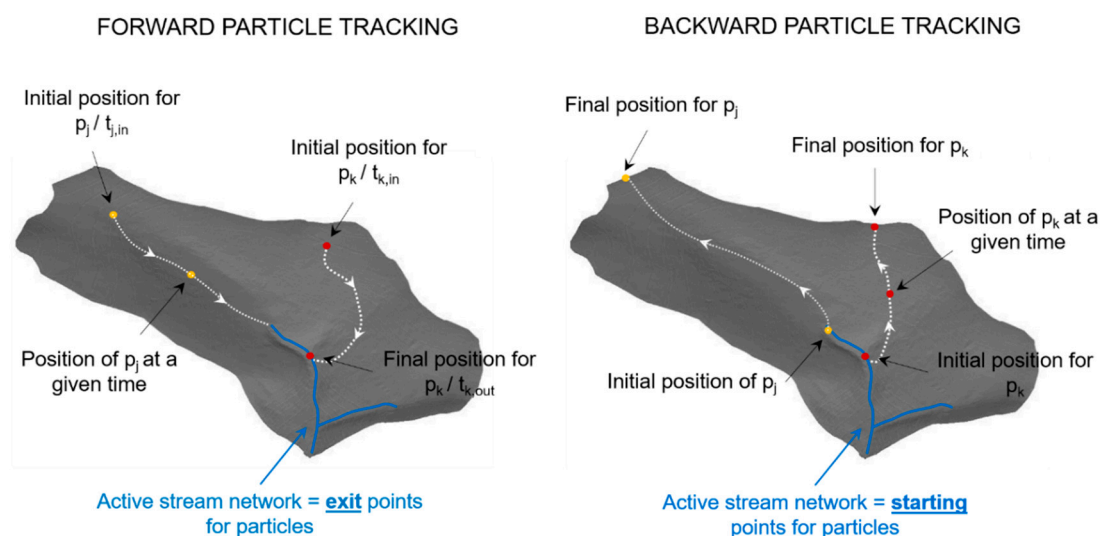 FORWARD PARTICLE TRACKING
Initial position for
pj / tj,in
Initial position for
pk / tk,in
Position of pj at a
given time
Final position for
pk / tk,out
Active stream network = exit points
for particles
BACKWARD PARTICLE TRACKING
Final position for pj
Final position for pk
Position of pk at a
given time
Initial position of pj
Initial position for
pk
Active stream network = starting
points for particles